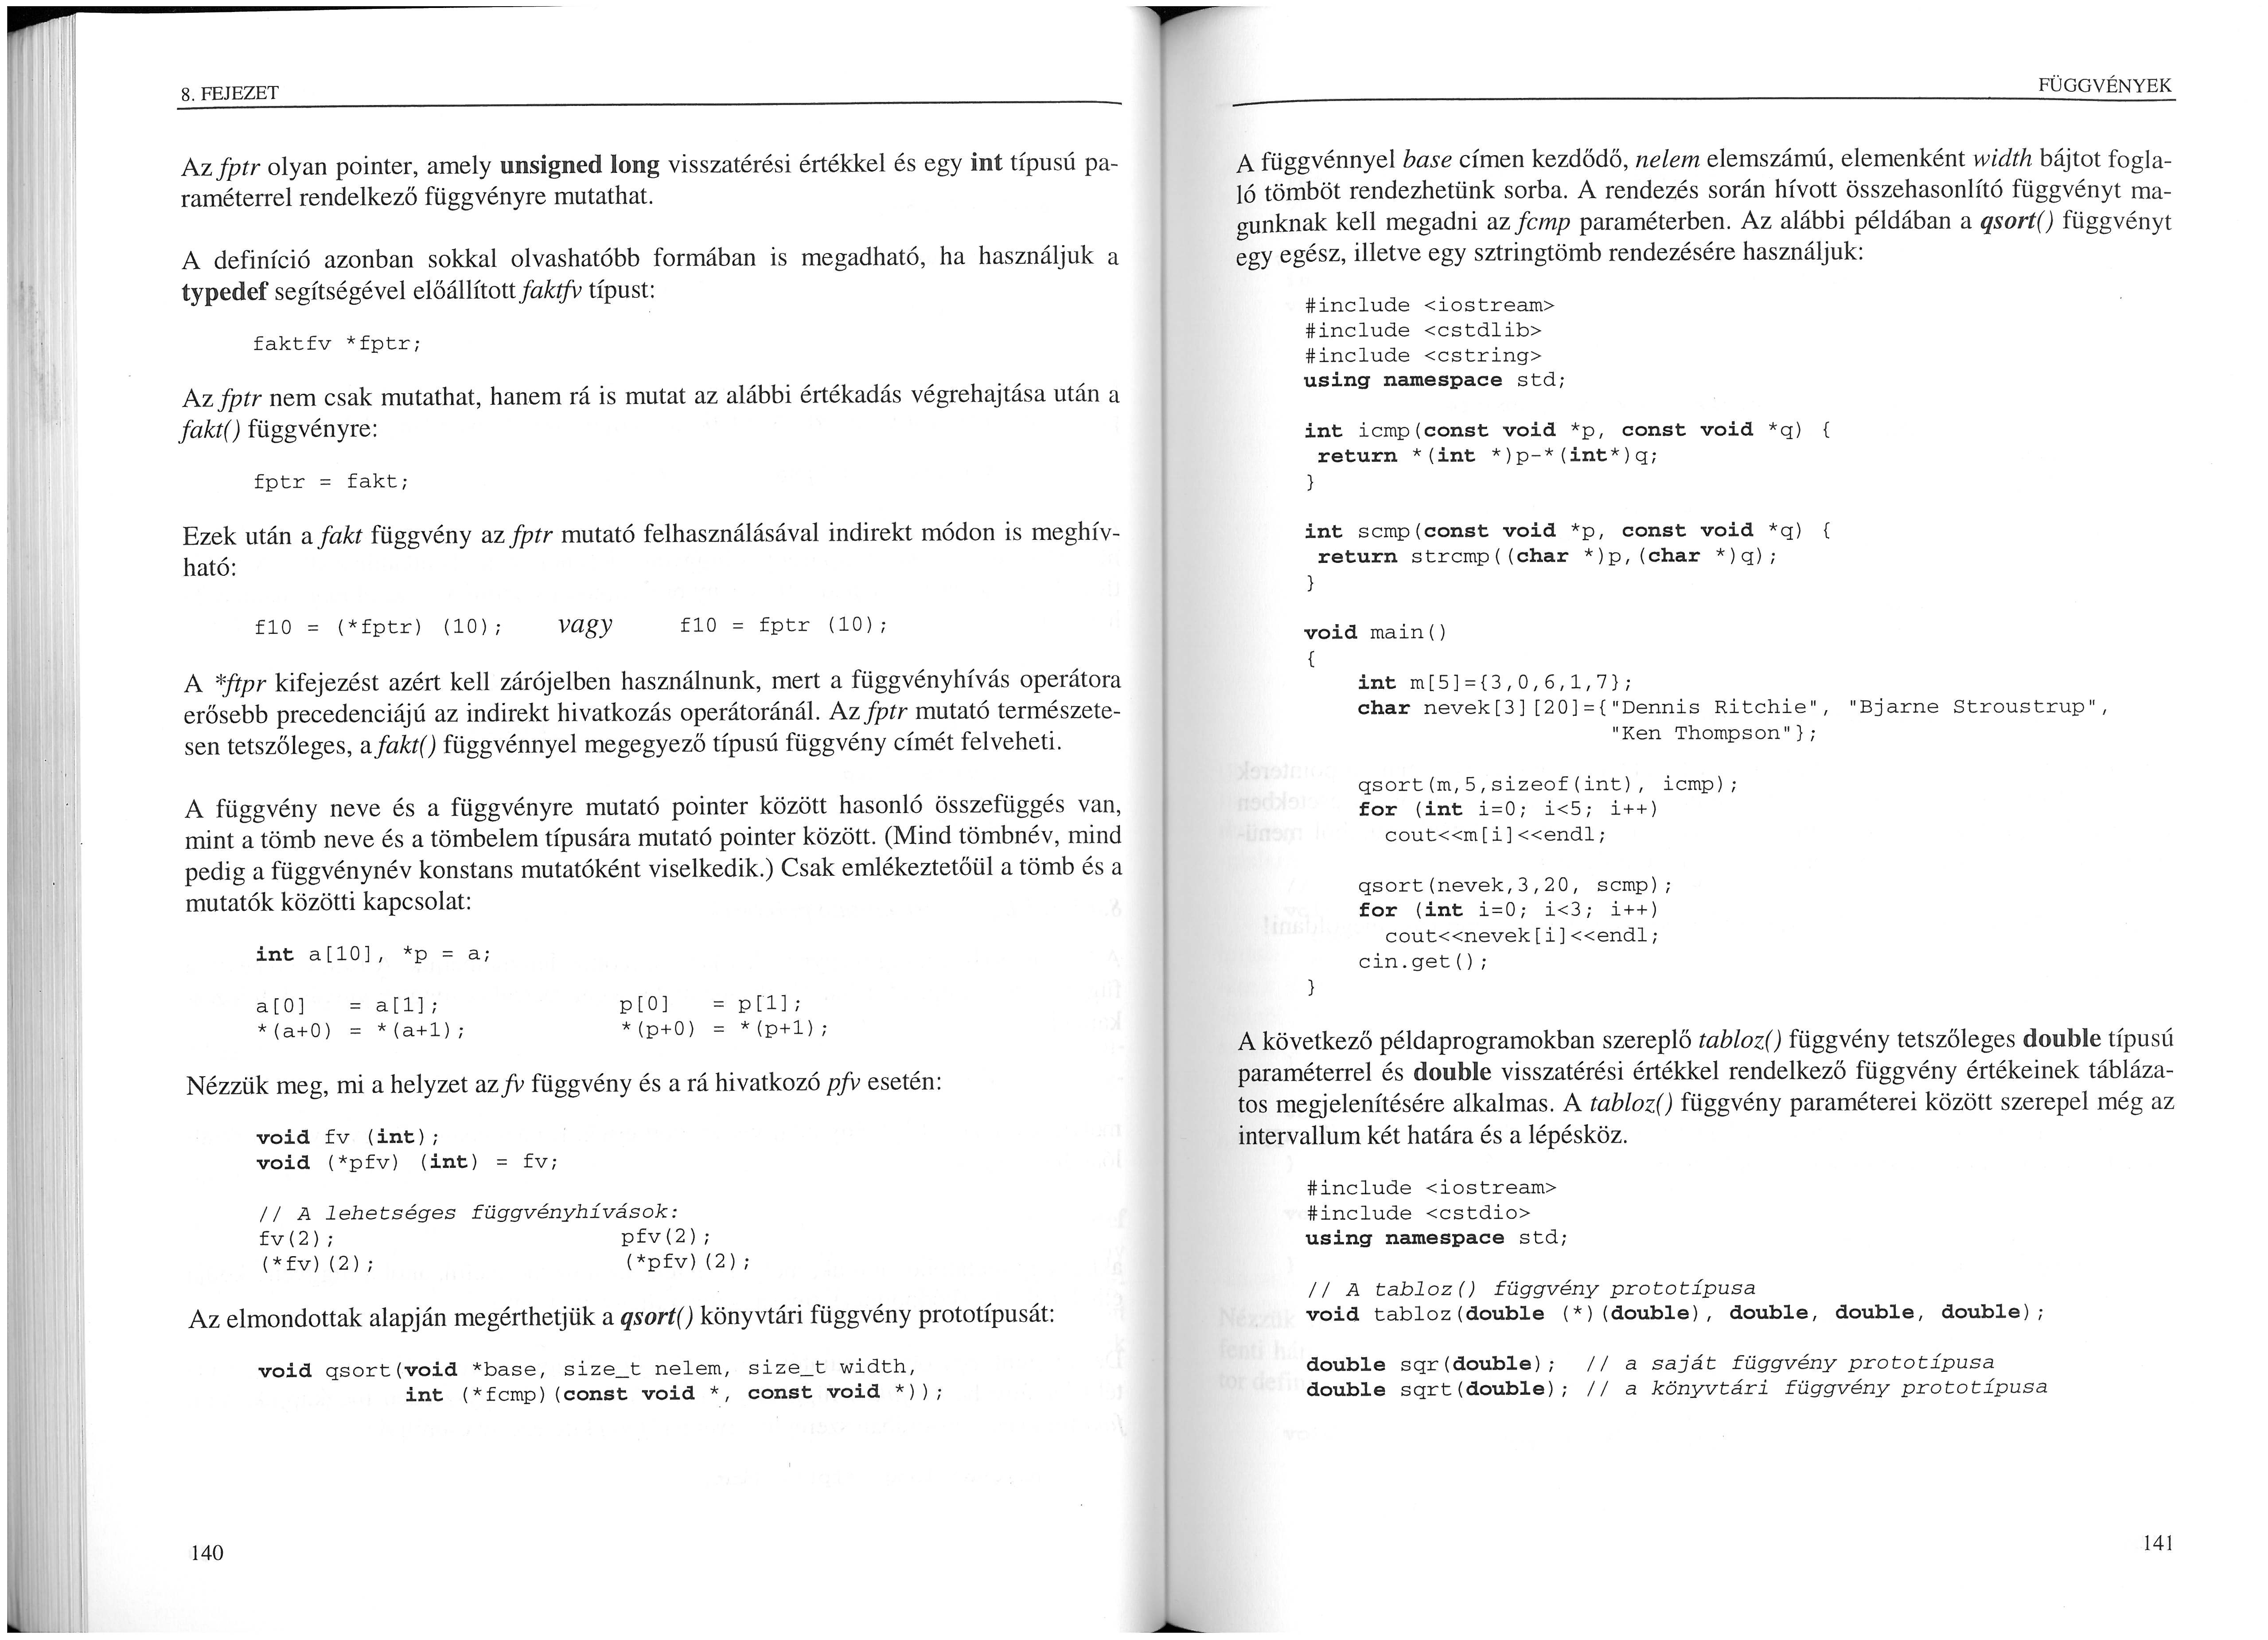 8. FEJEZET
Az fptr olyan pointer, amely unsigned long visszatérési értékkel és egy int típusú pa-
raméterrel rendelkező függvényre mutathat.
A definíció azonban sokkal olvashatóbb formában is megadható, ha használjuk a
typedef segítségével előállított faktfv típust:
faktfv *fptr;
Az fptr nem csak mutathat, hanem rá is mutat az alábbi értékadás végrehajtása után a
fakt() függvényre:
fptr = fakt;
Ezek után a fakt függvény az fptr mutató felhasználásával indirekt módon is meghív-
ható:
f10 = (*fptr) (10); vagy f10 = fptr (10);
A *ftpr kifejezést azért kell zárójelben használnunk, mert a függvényhívás operátora
erősebb precedenciájú az indirekt hivatkozás operátoránál. Az fptr mutató természete-
sen tetszőleges, a fakt() függvénnyel megegyező típusú függvény címét felveheti.
A függvény neve és a függvényre mutató pointer között hasonló összefüggés van,
mint a tömb neve és a tömbelem típusára mutató pointer között. (Mind tömbnév, mind
pedig a függvénynév konstans mutatóként viselkedik.) Csak emlékeztetőül a tömb és a
mutatók közötti kapcsolat:
int a[10], *p = a;
a[0] = a[1]; p[0] = p[1];
*(a+0) = *(a+1); *(p+0) = *(p+1);
Nézzük meg, mi a helyzet az fv függvény és a rá hivatkozó pfv esetén:
void fv (int);
void (*pfv) (int) = fv;
// A lehetséges függvényhívások:
fv(2); pfv(2);
(*fv)(2); (*pfv)(2);
Az elmondottak alapján megérthetjük a qsort() könyvtári függvény prototípusát:
void qsort(void *base, size_t nelem, size_t width,
int (*fcmp)(const void *, const void *));
140
FÜGGVÉNYEK
A függvénnyel base címen kezdődő, nelem elemszámú, elemenként width bájtot fogla-
ló tömböt rendezhetünk sorba. A rendezés során hívott összehasonlító függvényt ma-
gunknak kell megadni az fcmp paraméterben. Az alábbi példában a qsort() függvényt
egy egész, illetve egy sztringtömb rendezésére használjuk:
#include <iostream>
#include <cstdlib>
#include <cstring>
using namespace std;
int icmp(const void *p, const void *q) {
return *(int *)p-*(int*)q;
}
int scmp(const void *p, const void *q) {
return strcmp((char *)p,(char *)q);
}
void main()
{
int m[5]={3,0,6,1,7};
char nevek[3][20]={"Dennis Ritchie", "Bjarne Stroustrup",
"Ken Thompson"};
qsort(m,5,sizeof(int), icmp);
for (int i=0; i<5; i++)
cout<<m[i]<<endl;
qsort(nevek,3,20, scmp);
for (int i=0; i<3; i++)
cout<<nevek[i]<<endl;
cin.get();
}
A következő példaprogramokban szereplő tabloz() függvény tetszőleges double típusú
paraméterrel és double visszatérési értékkel rendelkező függvény értékeinek tábláza-
tos megjelenítésére alkalmas. A tabloz() függvény paraméterei között szerepel még az
intervallum két határa és a lépésköz.
#include <iostream>
#include <cstdio>
using namespace std;
// A tabloz() függvény prototípusa
void tabloz(double (*)(double), double, double, double);
double sqr(double); // a saját függvény prototípusa
double sqrt(double); // a könyvtári függvény prototípusa
141